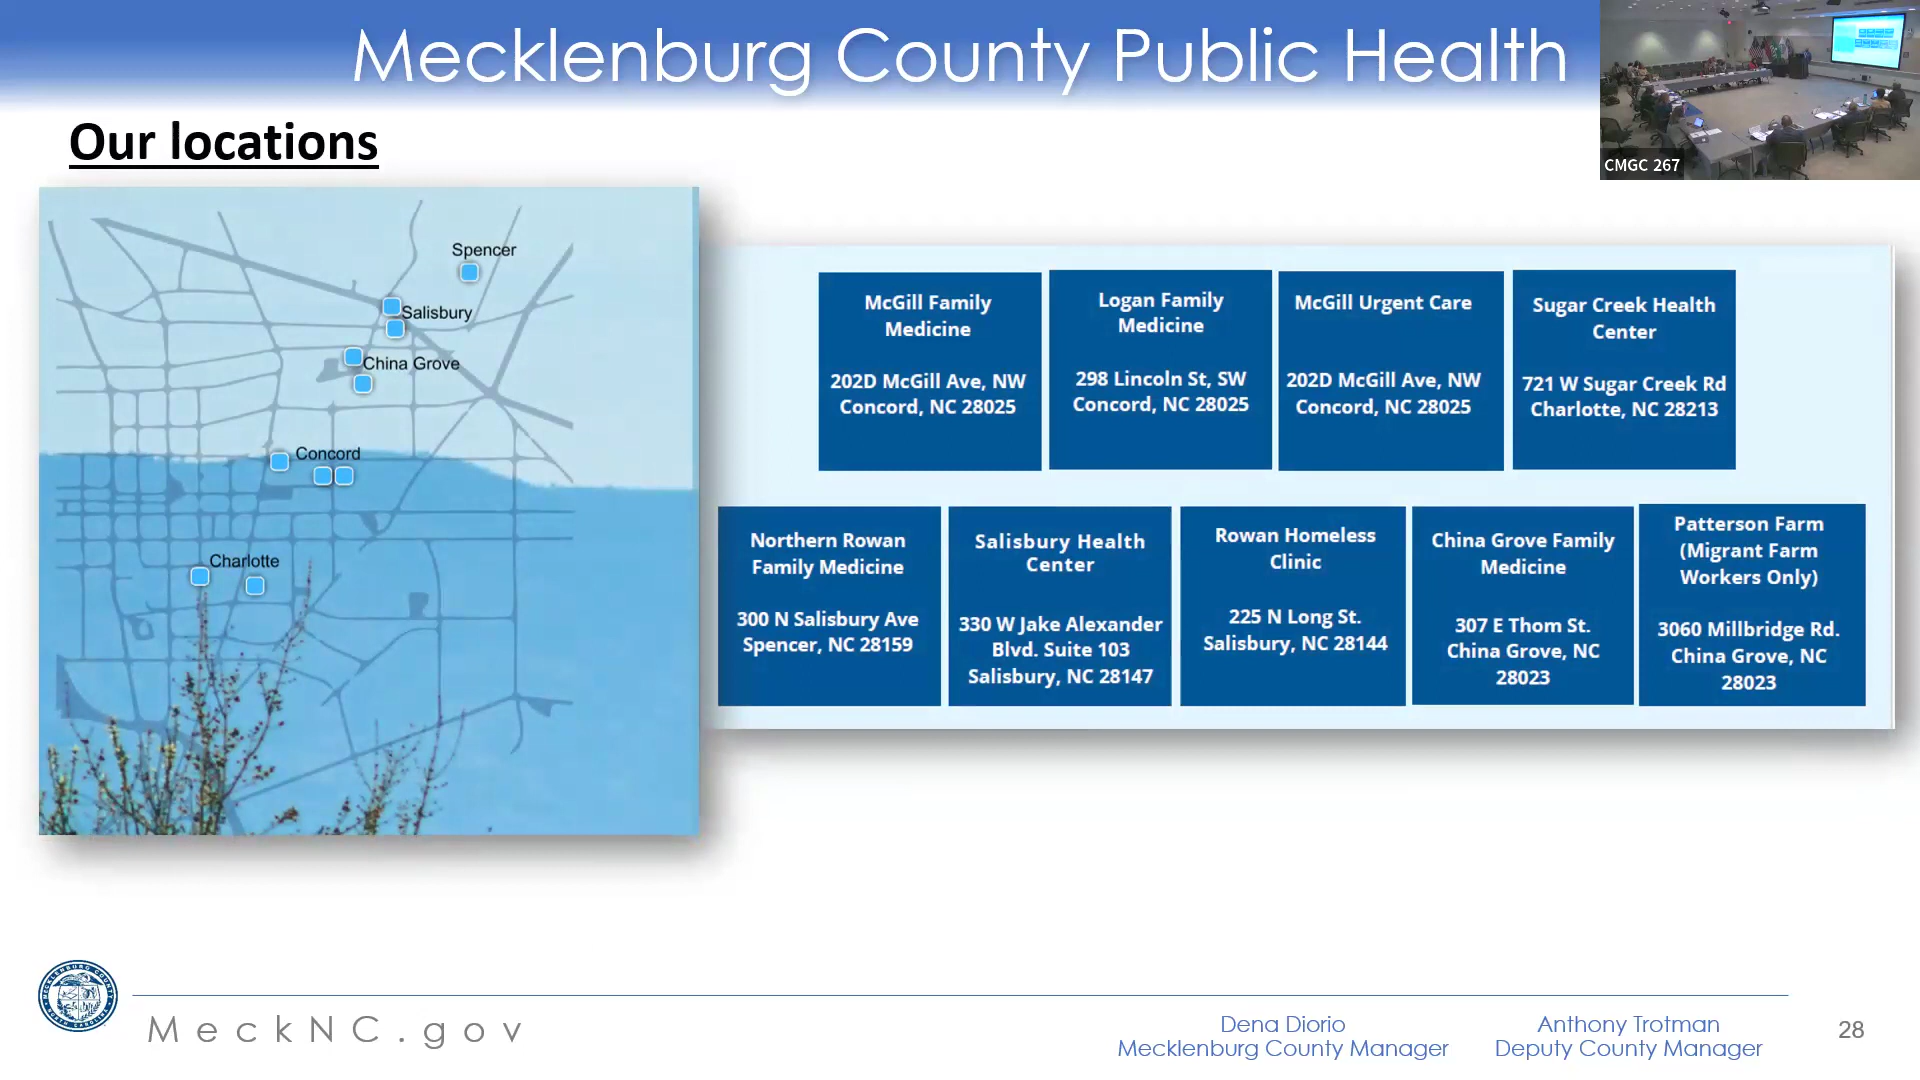 Mecklenburg County Public Health
CMGC 267
Our locations
Spencer
Salisbury
China Grove
Concord
Charlotte
McGill Family
Medicine
202D McGill Ave, NW
Concord, NC 28025
Logan Family
Medicine
298 Lincoln St, SW
Concord, NC 28025
McGill Urgent Care
202D McGill Ave, NW
Concord, NC 28025
Sugar Creek Health
Center
721 W Sugar Creek Rd
Charlotte, NC 28213
Northern Rowan
Family Medicine
300 N Salisbury Ave
Spencer, NC 28159
Salisbury Health
Center
330 W Jake Alexander
Blvd. Suite 103
Salisbury, NC 28147
Rowan Homeless
Clinic
225 N Long St.
Salisbury, NC 28144
China Grove Family
Medicine
307 E Thom St.
China Grove, NC
28023
Patterson Farm
(Migrant Farm
Workers Only)
3060 Millbridge Rd.
China Grove, NC
28023
MECKLENBURG COUNTY
NORTH CAROLINA
MeckNC.gov
Dena Diorio
Mecklenburg County Manager
Anthony Trotman
Deputy County Manager
28